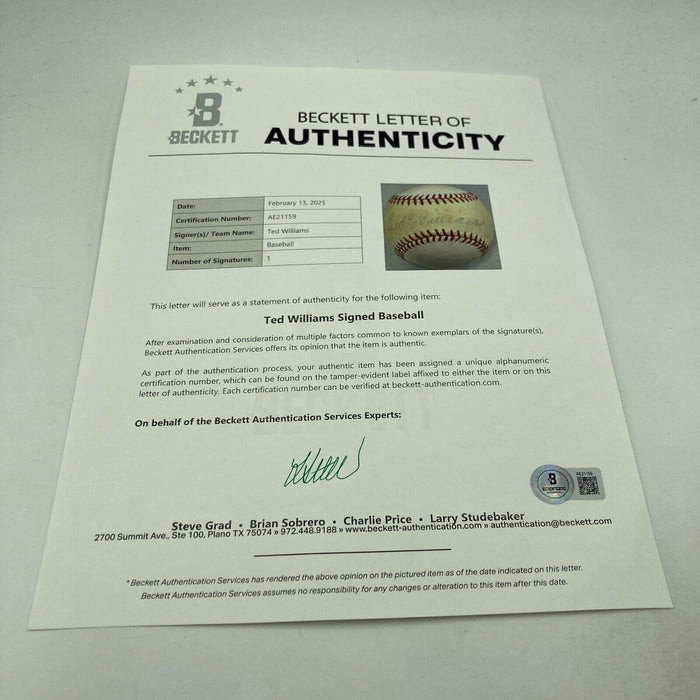 B
BECKETT
BECKETT LETTER OF
AUTHENTICITY
Date: February 13, 2025
Certification Number: AE21159
Signer(s)/ Team Name: Ted Williams
Item: Baseball
Number of Signatures: 1
Ted Williams
This letter will serve as a statement of authenticity for the following item:
Ted Williams Signed Baseball
After examination and consideration of multiple factors common to known exemplars of the signature(s),
Beckett Authentication Services offers its opinion that the item is authentic.
As part of the authentication process, your authentic item has been assigned a unique alphanumeric
certification number, which can be found on the tamper-evident label affixed to either the item or on this
letter of authenticity. Each certification number can be verified at beckett-authentication.com.
On behalf of the Beckett Authentication Services Experts:
B
AE21159
Steve Grad • Brian Sobrero • Charlie Price • Larry Studebaker
2700 Summit Ave., Ste 100, Plano TX 75074 » 972.448.9188 » www.beckett-authentication.com » authentication@beckett.com
* Beckett Authentication Services has rendered the above opinion on the pictured item as of the date indicated on this letter.
Beckett Authentication Services assumes no responsibility for any changes or alteration to this item after this date.